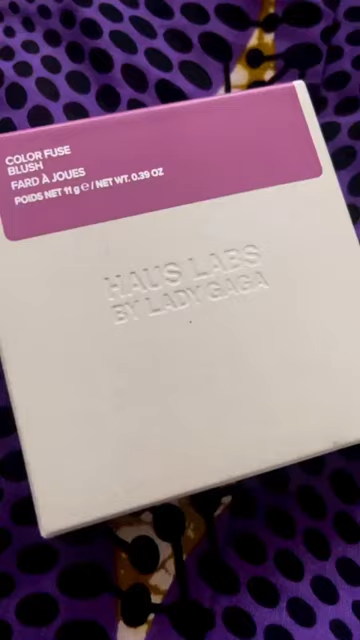 COLOR FUSE
BLUSH
FARD À JOUES
POIDS NET 11 g ℮ / NET WT. 0.39 OZ
HAUS LABS
BY LADY GAGA